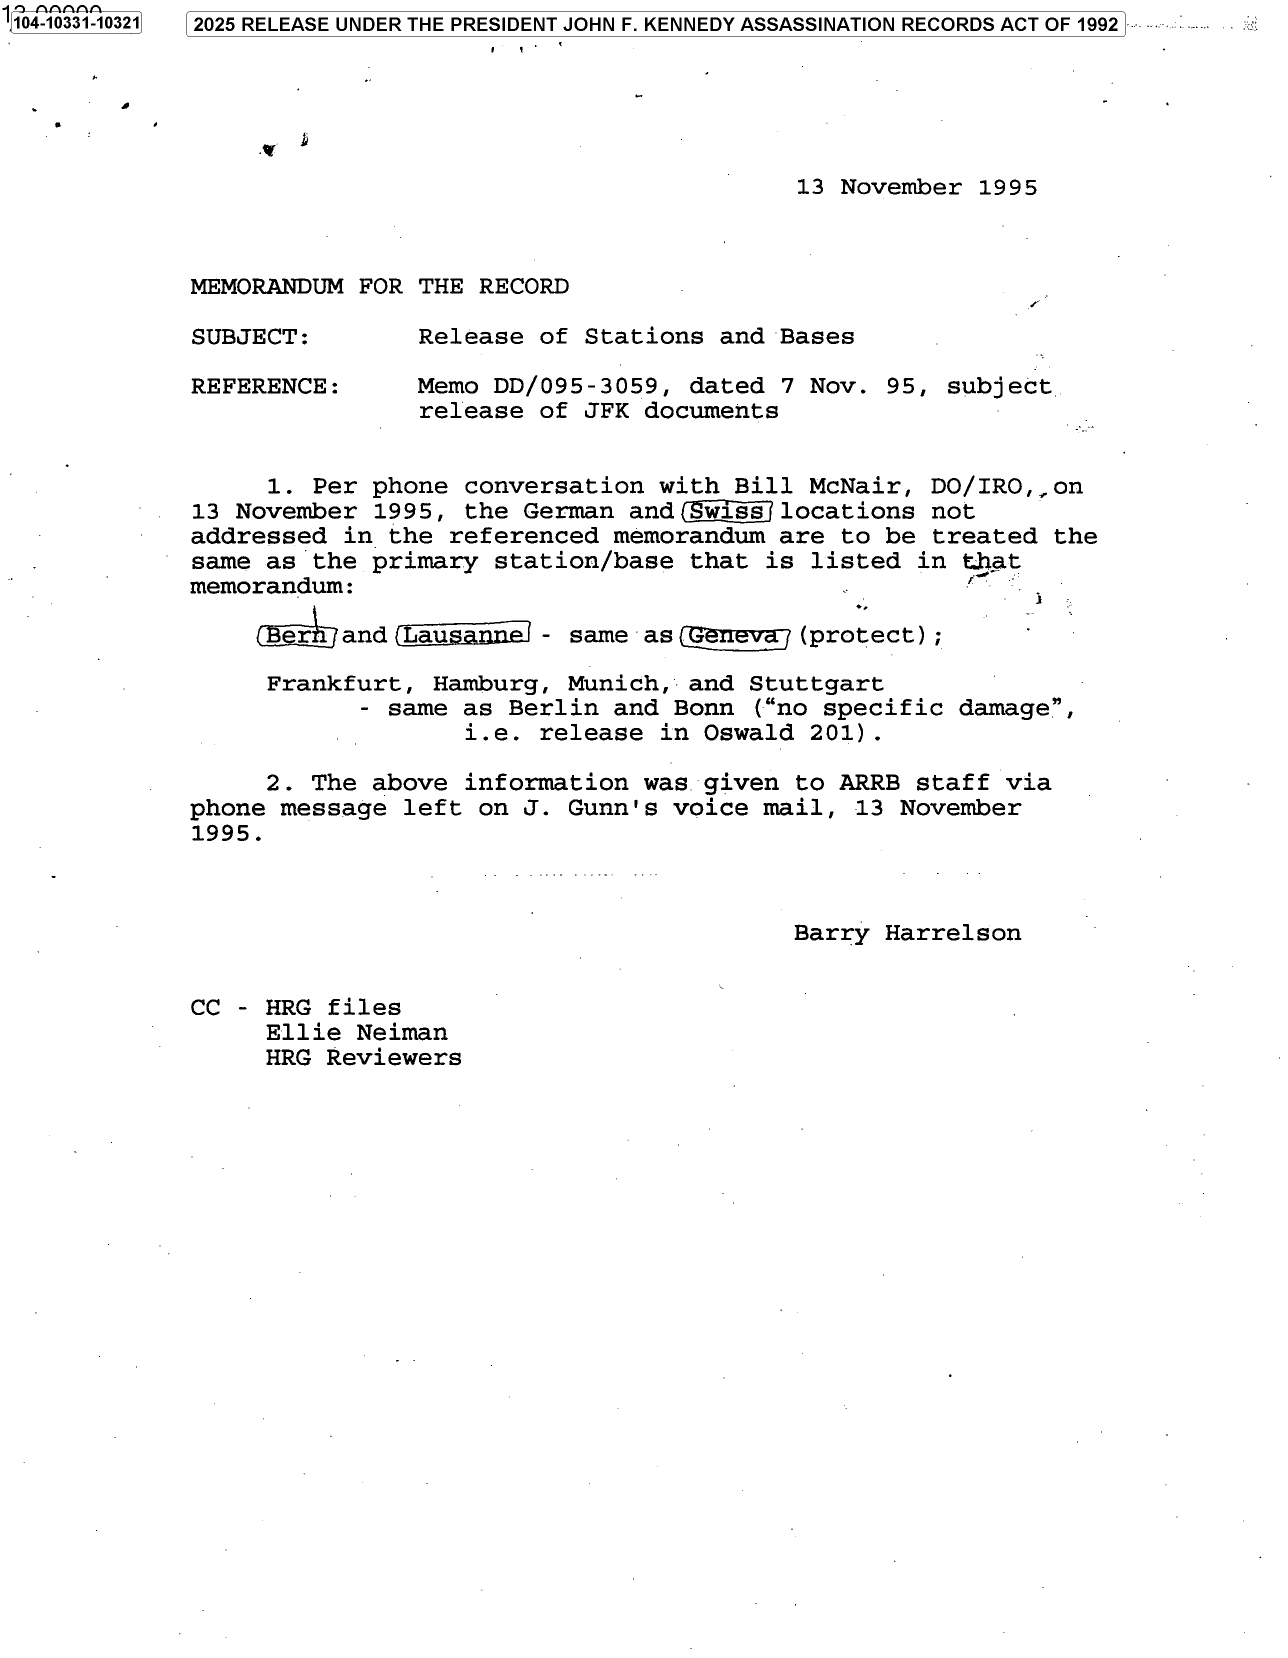 104-10331-10321
2025 RELEASE UNDER THE PRESIDENT JOHN F. KENNEDY ASSASSINATION RECORDS ACT OF 1992
13 November 1995
MEMORANDUM FOR THE RECORD
SUBJECT: Release of Stations and Bases
REFERENCE: Memo DD/095-3059, dated 7 Nov. 95, subject
release of JFK documents
1. Per phone conversation with Bill McNair, DO/IRO, on
13 November 1995, the German and Swiss locations not
addressed in the referenced memorandum are to be treated the
same as the primary station/base that is listed in that
memorandum:
Bern and Lausanne - same as Geneva (protect);
Frankfurt, Hamburg, Munich, and Stuttgart
- same as Berlin and Bonn (“no specific damage”,
i.e. release in Oswald 201).
2. The above information was given to ARRB staff via
phone message left on J. Gunn's voice mail, 13 November
1995.
Barry Harrelson
CC - HRG files
Ellie Neiman
HRG Reviewers